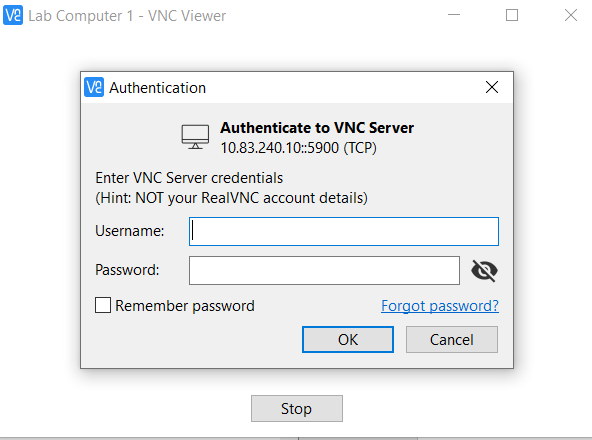 Lab Computer 1 - VNC Viewer
Authentication
Authenticate to VNC Server
10.83.240.10::5900 (TCP)
Enter VNC Server credentials
(Hint: NOT your RealVNC account details)
Username:
Password:
Remember password
Forgot password?
OK
Cancel
Stop